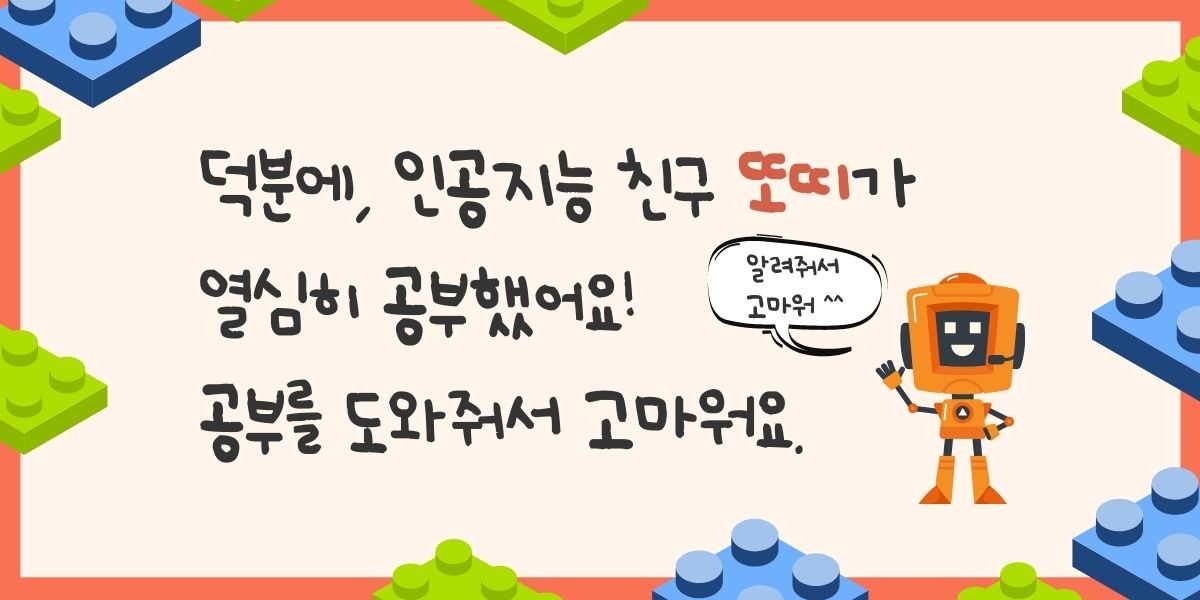 덕분에, 인공지능 친구 또띠가
열심히 공부했어요!
알려줘서
고마워 ^^
공부를 도와줘서 고마워요.